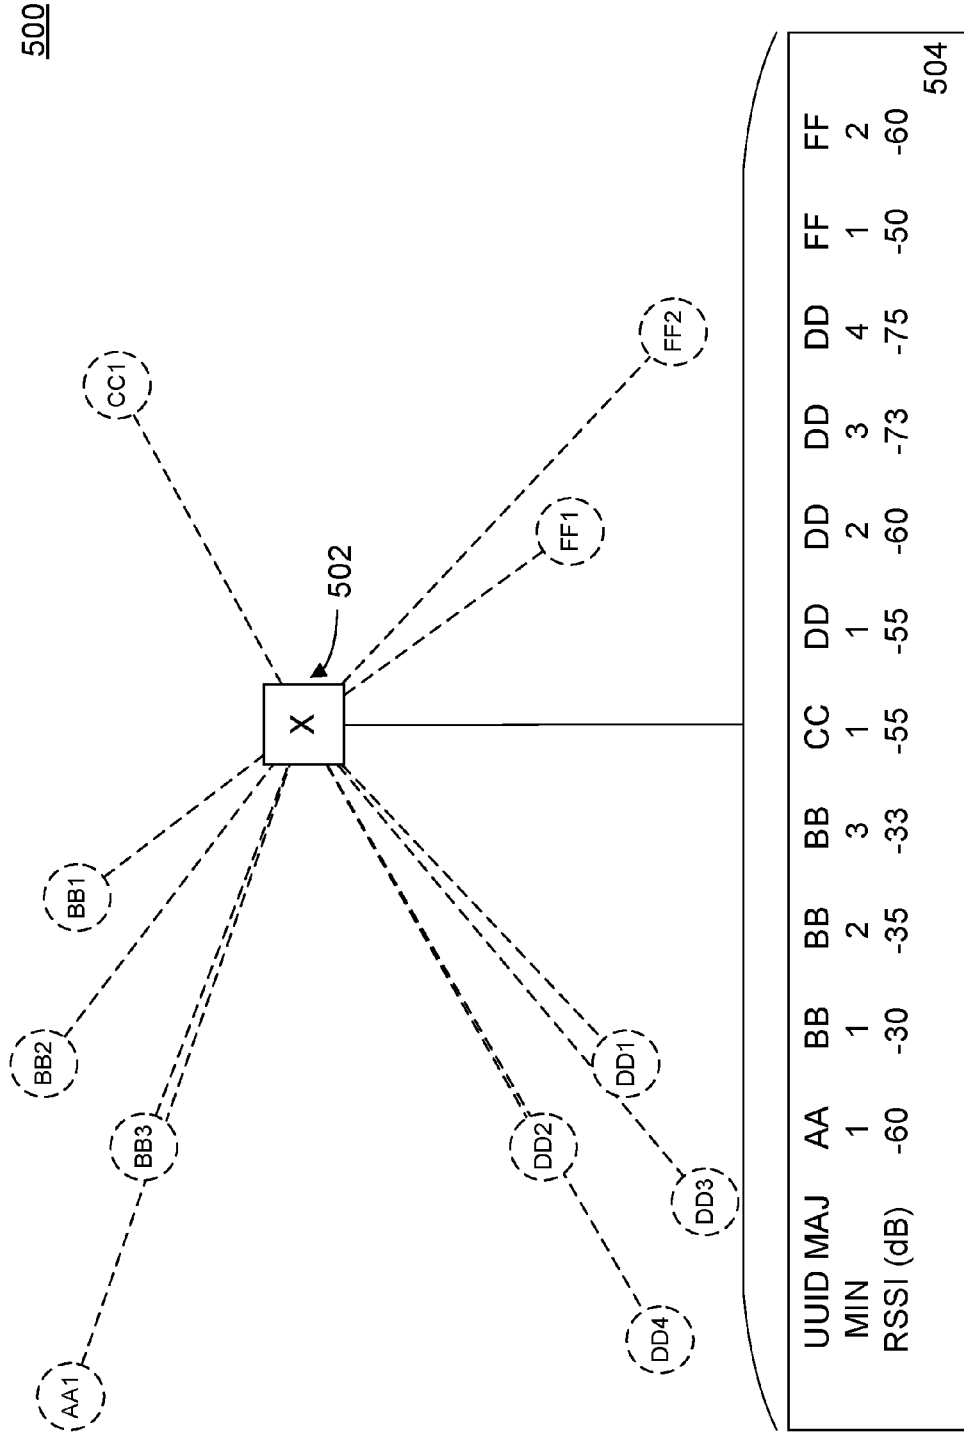 500
BB2
AA1
BB1
CC1
BB3
X
502
DD2
FF1
DD1
DD4
FF2
DD3
UUID MAJ AA BB BB BB CC DD DD DD DD FF FF
MIN 1 1 2 3 1 1 2 3 4 1 2
RSSI (dB) -60 -30 -35 -33 -55 -55 -60 -73 -75 -50 -60
504